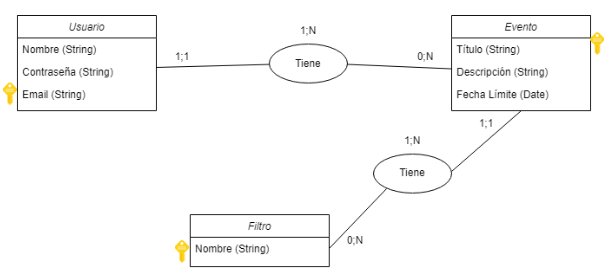 Usuario
Nombre (String)
Contraseña (String)
Email (String)
1;1
1;N
Tiene
0;N
Evento
Título (String)
Descripción (String)
Fecha Límite (Date)
1;1
1;N
Tiene
0;N
Filtro
Nombre (String)